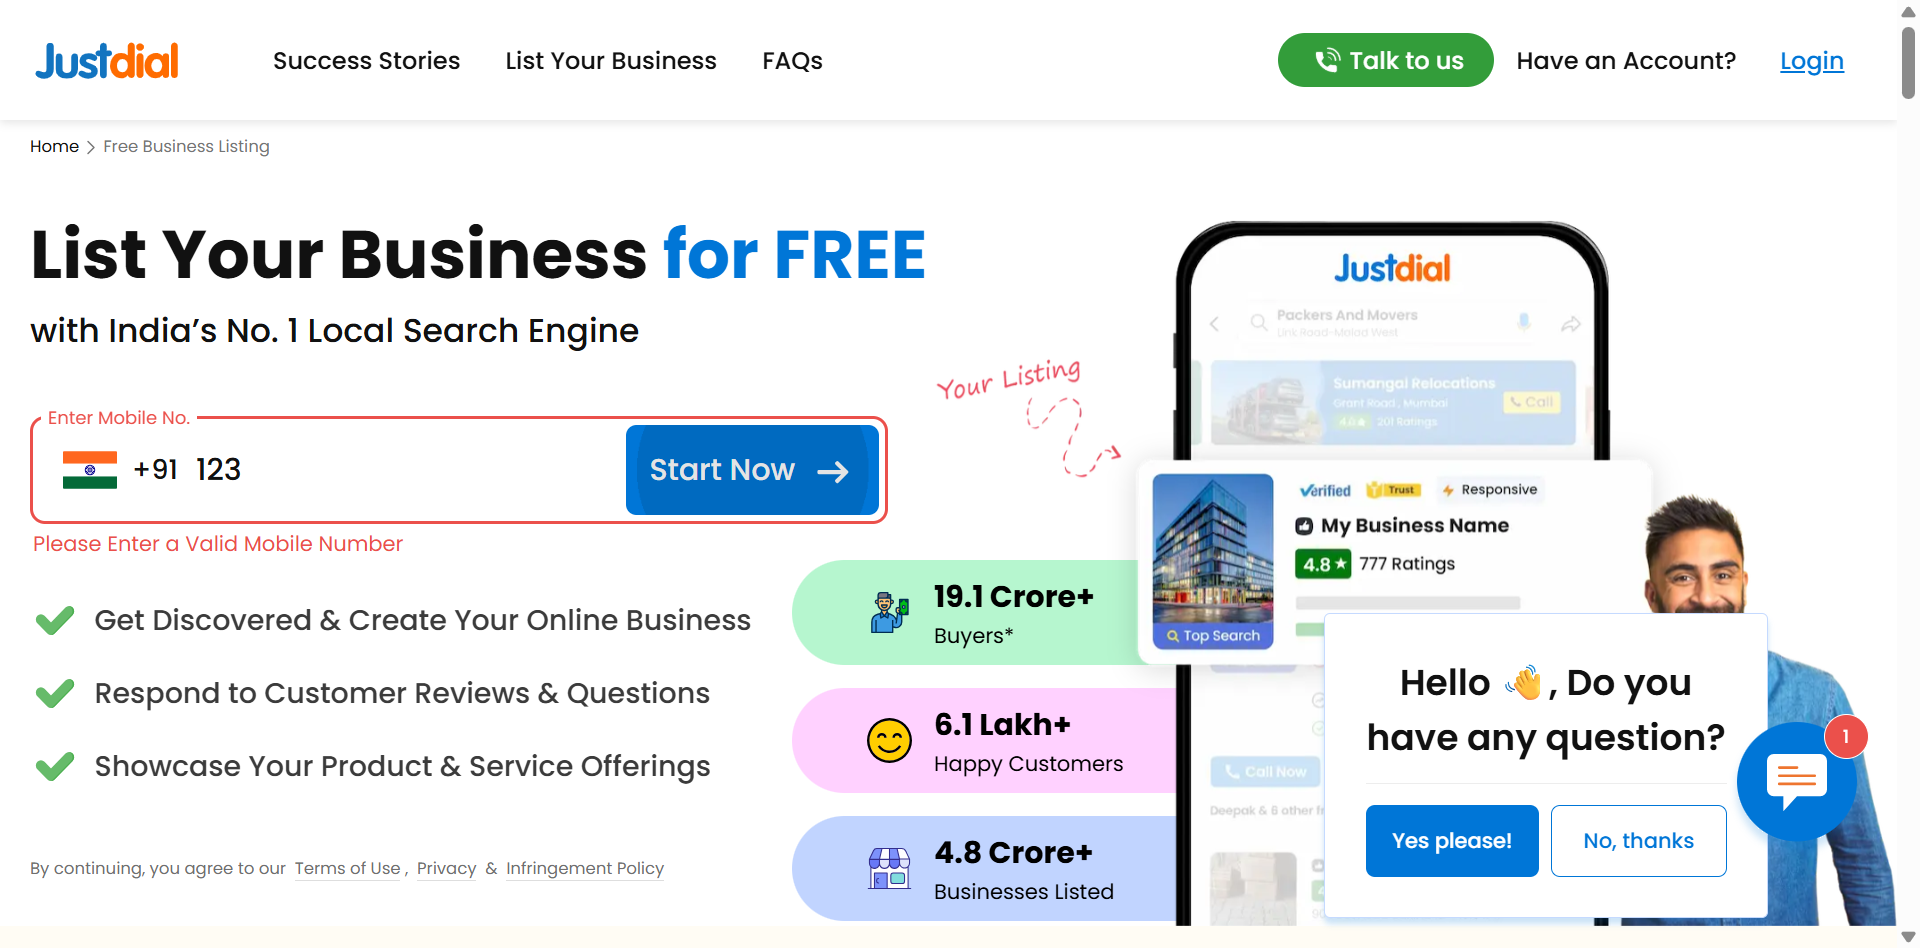 Justdial
Success Stories
List Your Business
FAQs
Talk to us
Have an Account?
Login
Home
Free Business Listing
List Your Business for FREE
with India's No. 1 Local Search Engine
Enter Mobile No.
+91 123
Start Now
Please Enter a Valid Mobile Number
Get Discovered & Create Your Online Business
Respond to Customer Reviews & Questions
Showcase Your Product & Service Offerings
By continuing, you agree to our Terms of Use , Privacy & Infringement Policy
19.1 Crore+
Buyers*
6.1 Lakh+
Happy Customers
4.8 Crore+
Businesses Listed
Your Listing
Justdial
Packers And Movers
Link Road-Malad West
Sumangal Relocations
Grant Road , Mumbai
Call
4.0
201 Ratings
Verified
Trust
Responsive
My Business Name
4.8
777 Ratings
Top Search
Call Now
Deepak & 6 other
Hello , Do you
have any question?
Yes please!
No, thanks
1